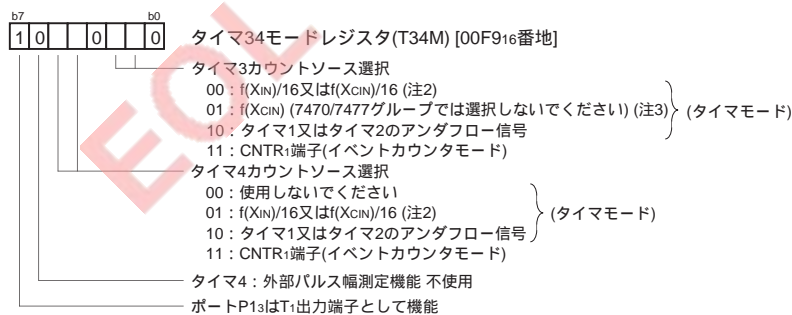 b7 b0
1 0 0 0 タイマ34モードレジスタ(T34M) [00F916番地]
タイマ3カウントソース選択
00：f(XIN)/16又はf(XCIN)/16 (注2)
01：f(XCIN) (7470/7477グループでは選択しないでください) (注3)
10：タイマ1又はタイマ2のアンダフロー信号
(タイマモード)
11：CNTR1端子(イベントカウンタモード)
タイマ4カウントソース選択
00：使用しないでください
01：f(XIN)/16又はf(XCIN)/16 (注2)
10：タイマ1又はタイマ2のアンダフロー信号
(タイマモード)
11：CNTR1端子(イベントカウンタモード)
タイマ4：外部パルス幅測定機能 不使用
ポートP13はT1出力端子として機能
EOL